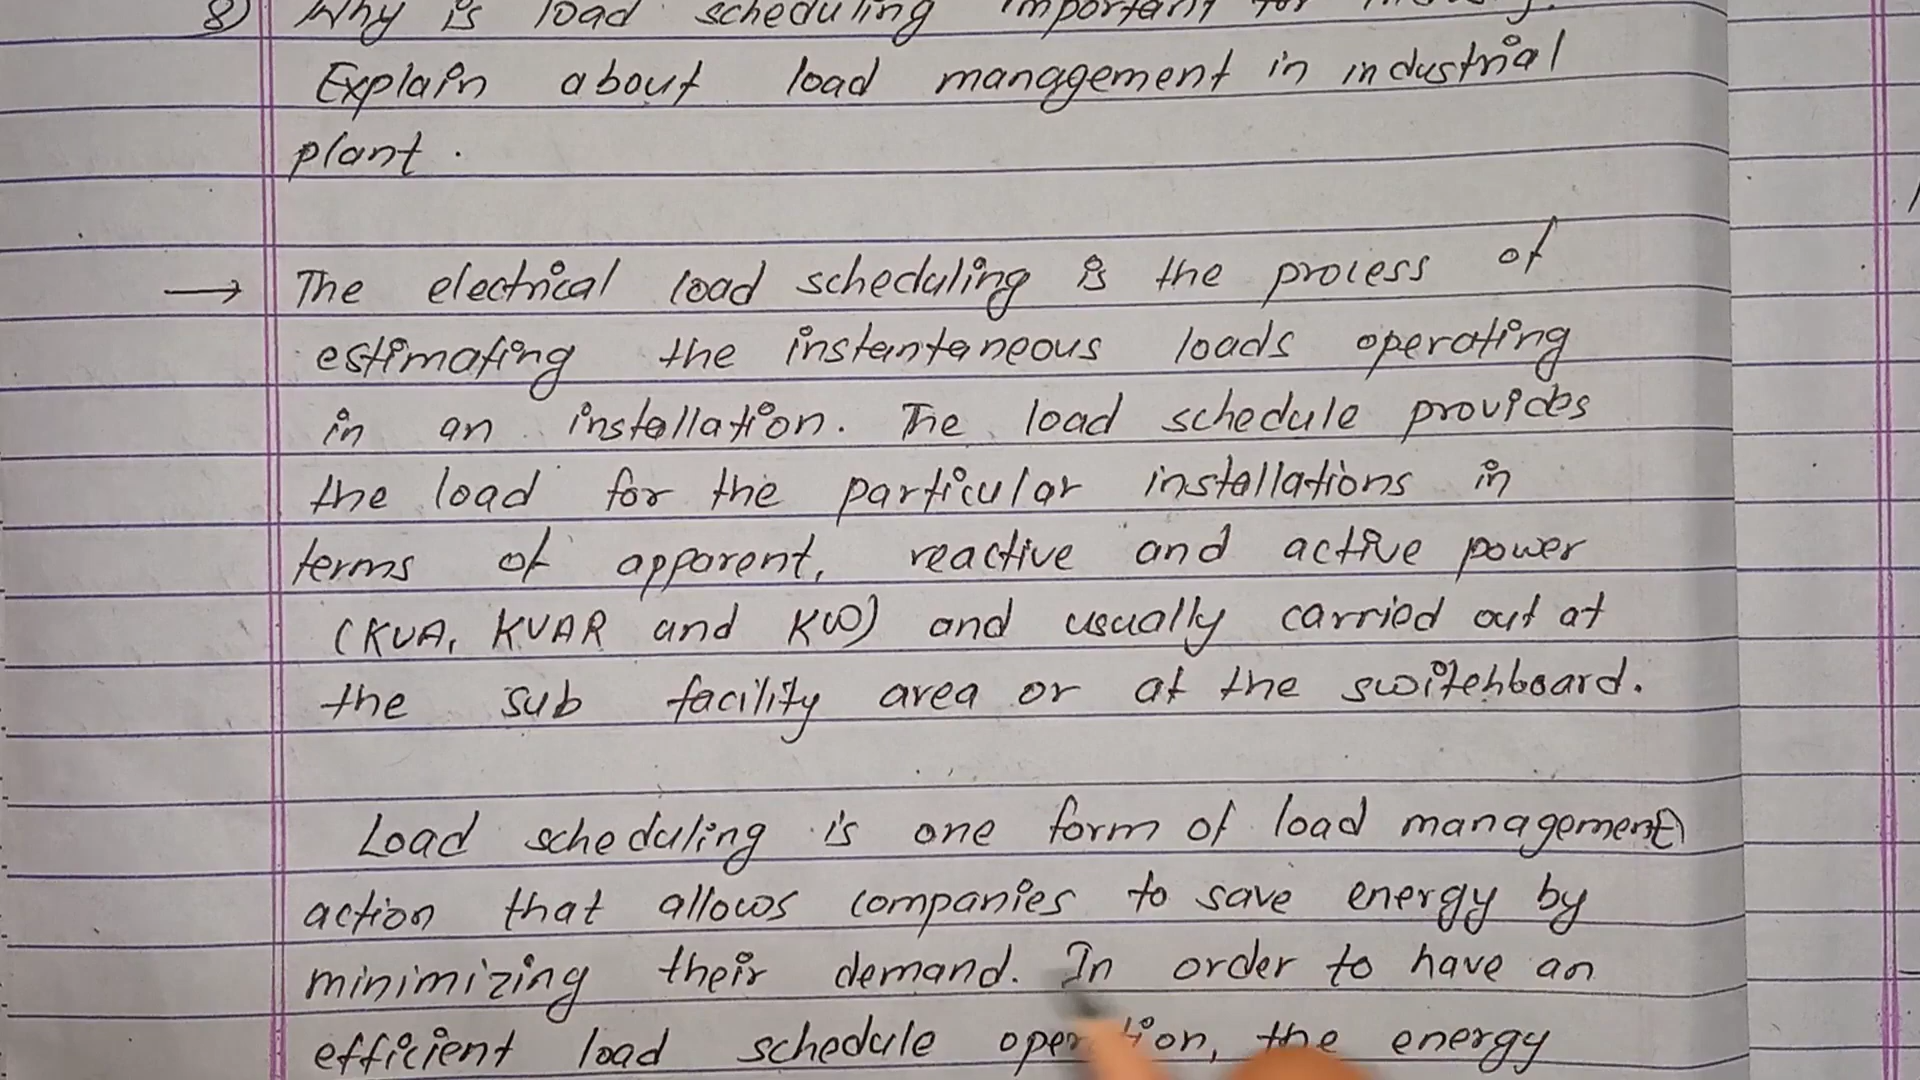 8) Why is load scheduling important for
Explain about load management in industrial
plant.
→ The electrical load scheduling is the process of
estimating the instantaneous loads operating
in an installation. The load schedule provides
the load for the particular installations in
terms of apparent, reactive and active power
(KVA, KVAR and KW) and usually carried out at
the sub facility area or at the switchboard.
Load scheduling is one form of load management
action that allows companies to save energy by
minimizing their demand. In order to have an
efficient load schedule operation, the energy